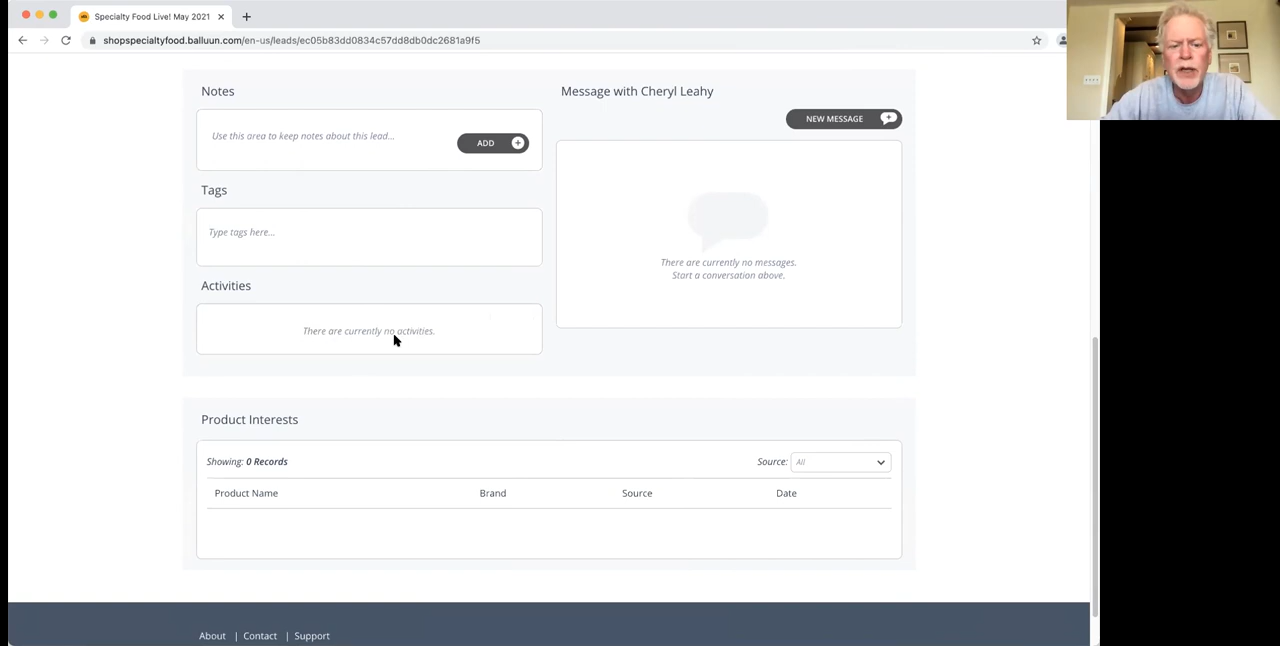 Specialty Food Live! May 2021
shopspecialtyfood.balluun.com/en-us/leads/ec05b83dd0834c57dd8db0dc2681a9f5
Notes
Message with Cheryl Leahy
NEW MESSAGE
Use this area to keep notes about this lead...
ADD
Tags
Type tags here...
There are currently no messages.
Start a conversation above.
Activities
There are currently no activities.
Product Interests
Showing: 0 Records
Source: All
Product Name Brand Source Date
About | Contact | Support